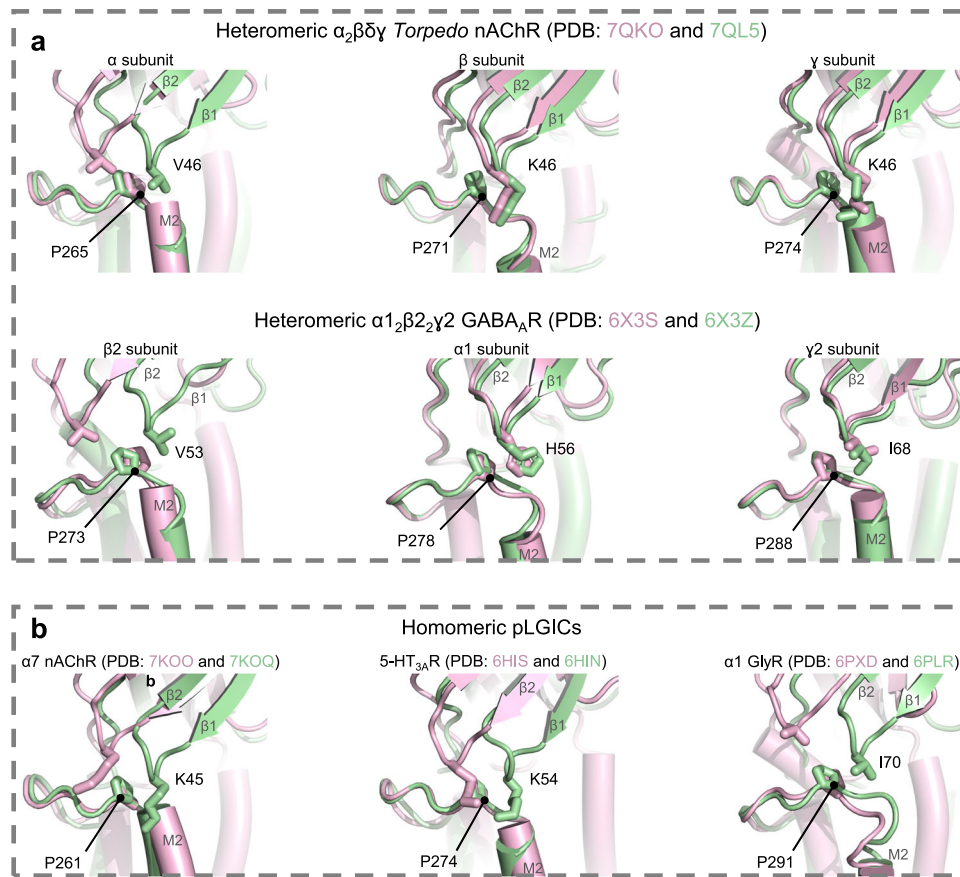 a
Heteromeric α₂βδɣ Torpedo nAChR (PDB: 7QKO and 7QL5)
α subunit
β subunit
ɣ subunit
β2
β1
V46
M2
P265
β2
β1
K46
M2
P271
β2
β1
K46
M2
P274
Heteromeric α1₂β2₂ɣ2 GABAₐR (PDB: 6X3S and 6X3Z)
β2 subunit
α1 subunit
ɣ2 subunit
β2
β1
V53
M2
P273
β2
β1
H56
M2
P278
β2
β1
I68
M2
P288
b
Homomeric pLGICs
α7 nAChR (PDB: 7KOO and 7KOQ)
5-HT₃ₐR (PDB: 6HIS and 6HIN)
α1 GlyR (PDB: 6PXD and 6PLR)
b
β2
β1
K45
M2
P261
β2
β1
K54
M2
P274
β2
β1
I70
M2
P291